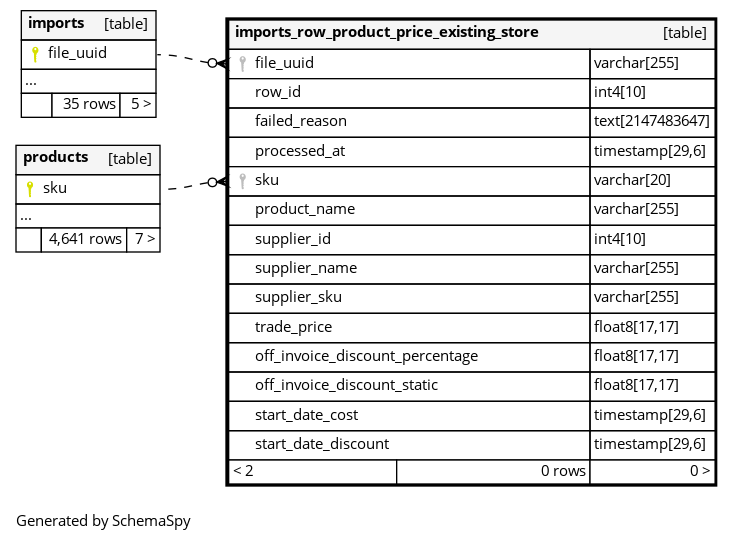 imports [table]
file_uuid
...
35 rows 5 >
products [table]
sku
...
4,641 rows 7 >
imports_row_product_price_existing_store [table]
file_uuid varchar[255]
row_id int4[10]
failed_reason text[2147483647]
processed_at timestamp[29,6]
sku varchar[20]
product_name varchar[255]
supplier_id int4[10]
supplier_name varchar[255]
supplier_sku varchar[255]
trade_price float8[17,17]
off_invoice_discount_percentage float8[17,17]
off_invoice_discount_static float8[17,17]
start_date_cost timestamp[29,6]
start_date_discount timestamp[29,6]
< 2 0 rows 0 >
Generated by SchemaSpy